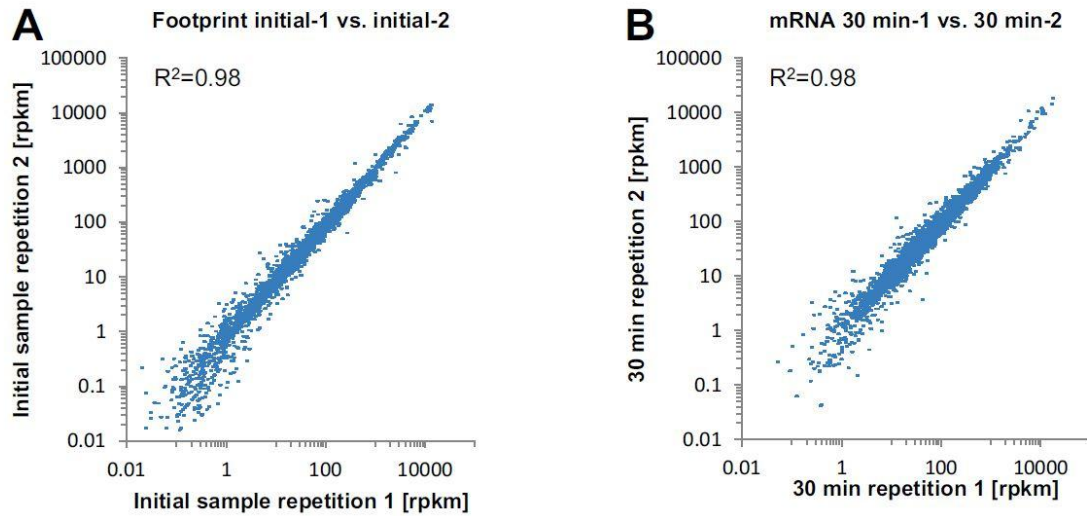 A
Footprint initial-1 vs. initial-2
R²=0.98
Initial sample repetition 2 [rpkm]
100000
10000
1000
100
10
1
0.1
0.01
0.01
1
100
10000
Initial sample repetition 1 [rpkm]
B
mRNA 30 min-1 vs. 30 min-2
R²=0.98
30 min repetition 2 [rpkm]
100000
10000
1000
100
10
1
0.1
0.01
0.01
1
100
10000
30 min repetition 1 [rpkm]